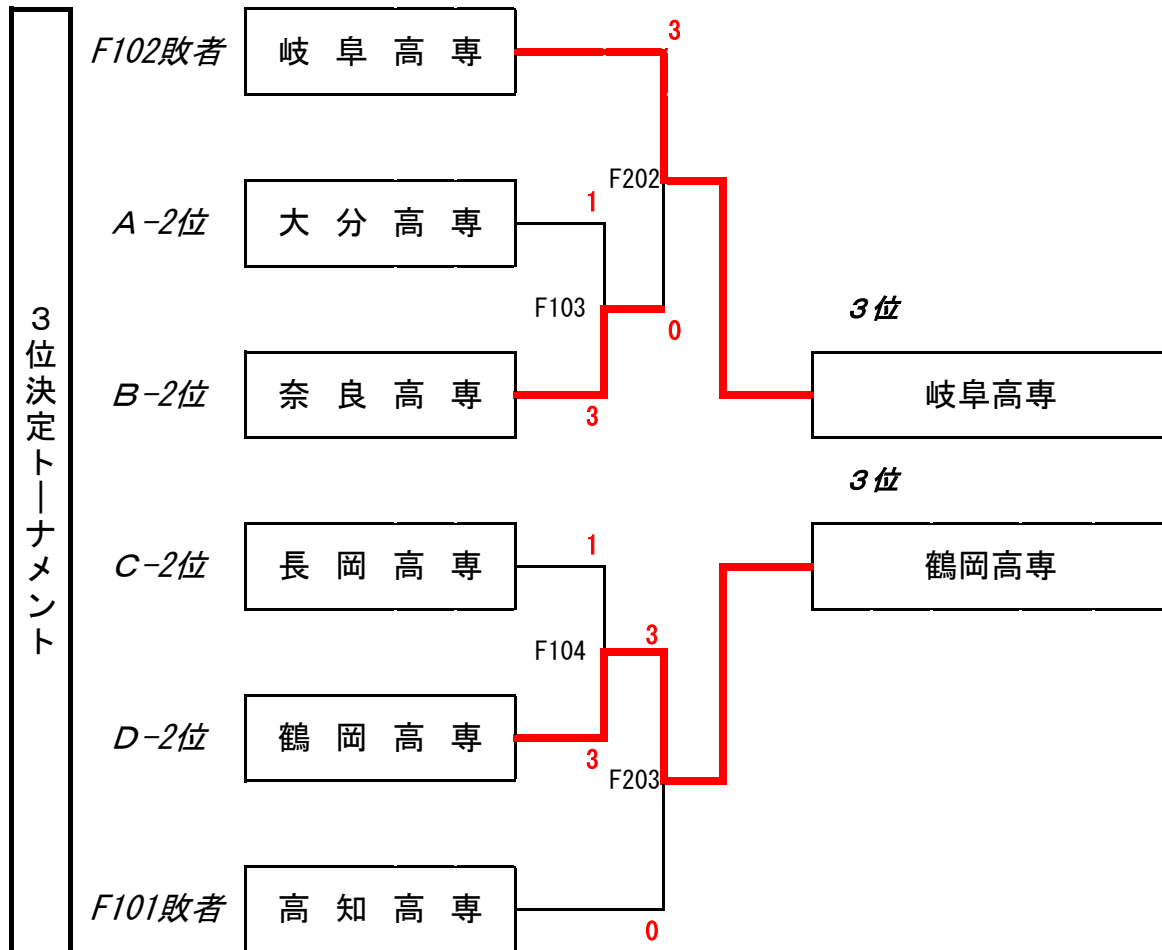 3位決定トーナメント
F102敗者
岐阜高専
3
F202
A-2位
大分高専
1
F103
0
3位
B-2位
奈良高専
3
岐阜高専
3位
C-2位
長岡高専
1
鶴岡高専
F104
3
D-2位
鶴岡高専
3
F203
F101敗者
高知高専
0